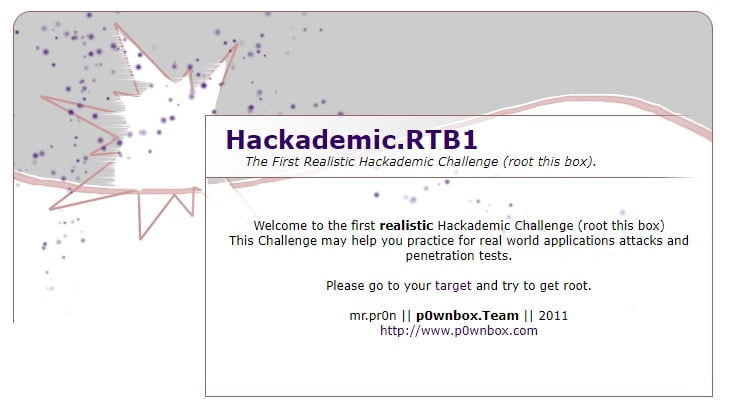 Hackademic.RTB1
The First Realistic Hackademic Challenge (root this box).
Welcome to the first realistic Hackademic Challenge (root this box)
This Challenge may help you practice for real world applications attacks and
penetration tests.
Please go to your target and try to get root.
mr.pr0n || p0wnbox.Team || 2011
http://www.p0wnbox.com